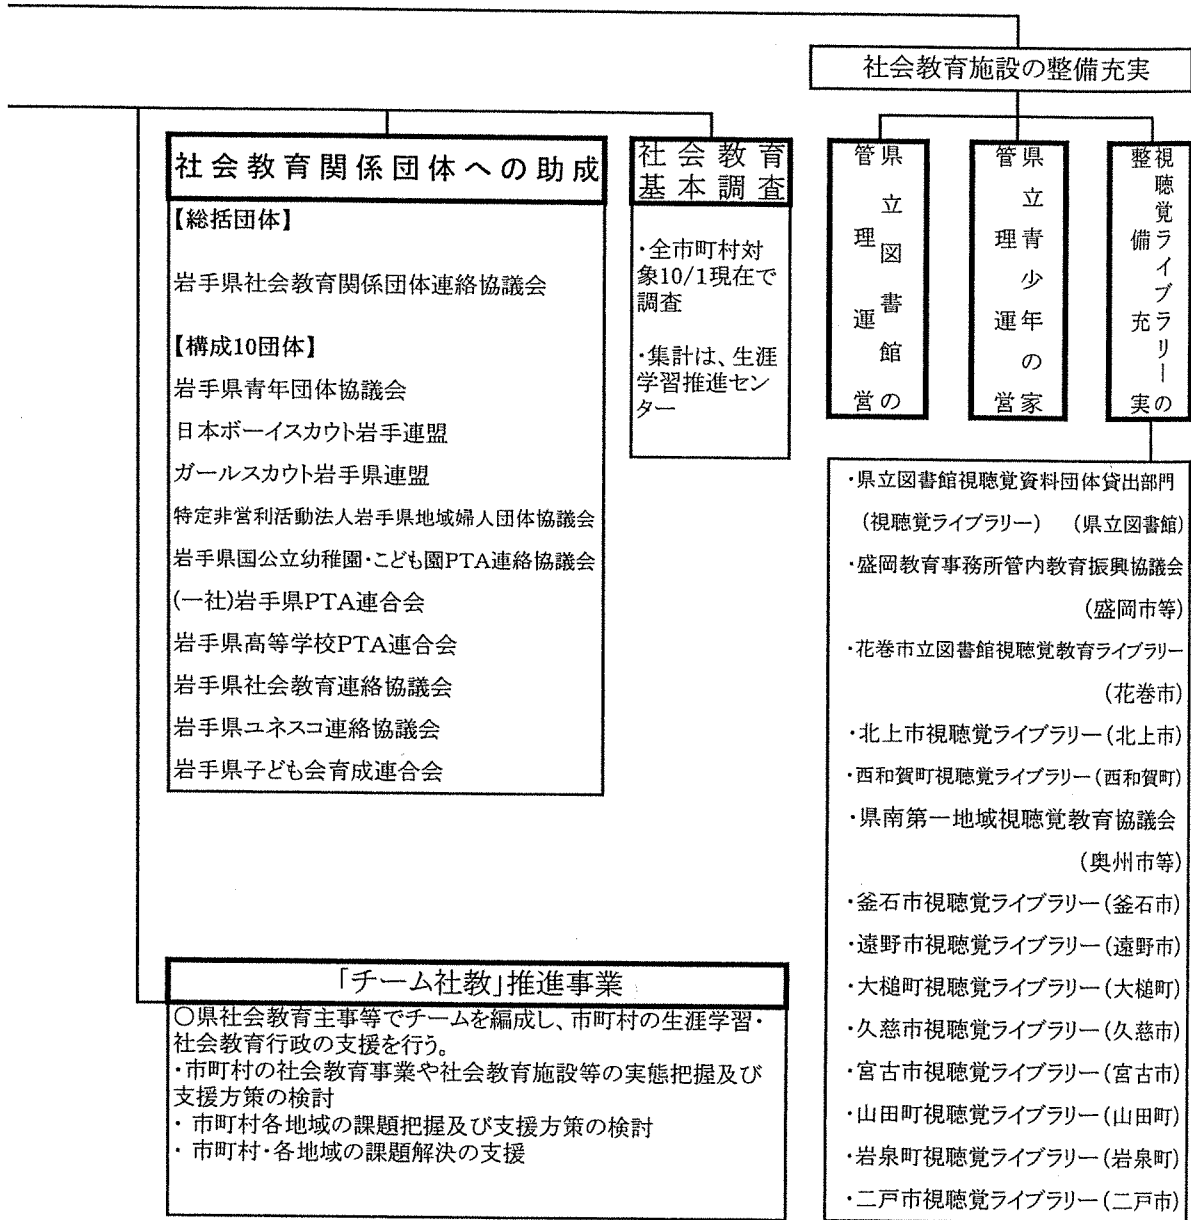 社会教育施設の整備充実
社会教育関係団体への助成
【総括団体】
岩手県社会教育関係団体連絡協議会
【構成10団体】
岩手県青年団体協議会
日本ボーイスカウト岩手連盟
ガールスカウト岩手県連盟
特定非営利活動法人岩手県地域婦人団体協議会
岩手県国公立幼稚園・こども園PTA連絡協議会
(一社)岩手県PTA連合会
岩手県高等学校PTA連合会
岩手県社会教育連絡協議会
岩手県ユネスコ連絡協議会
岩手県子ども会育成連合会
社会教育
基本調査
・全市町村対
象10/1現在で
調査
・集計は、生涯
学習推進セン
ター
県立図書館の
管理運営
県立青少年の家
管理運営
視聴覚ライブラリーの
整備充実
・県立図書館視聴覚資料団体貸出部門
(視聴覚ライブラリー) (県立図書館)
・盛岡教育事務所管内教育振興協議会
(盛岡市等)
・花巻市立図書館視聴覚教育ライブラリー
(花巻市)
・北上市視聴覚ライブラリー(北上市)
・西和賀町視聴覚ライブラリー(西和賀町)
・県南第一地域視聴覚教育協議会
(奥州市等)
・釜石市視聴覚ライブラリー(釜石市)
・遠野市視聴覚ライブラリー(遠野市)
・大槌町視聴覚ライブラリー(大槌町)
・久慈市視聴覚ライブラリー(久慈市)
・宮古市視聴覚ライブラリー(宮古市)
・山田町視聴覚ライブラリー(山田町)
・岩泉町視聴覚ライブラリー(岩泉町)
・二戸市視聴覚ライブラリー(二戸市)
「チーム社教」推進事業
○県社会教育主事等でチームを編成し、市町村の生涯学習・
社会教育行政の支援を行う。
・市町村の社会教育事業や社会教育施設等の実態把握及び
支援方策の検討
・ 市町村各地域の課題把握及び支援方策の検討
・ 市町村・各地域の課題解決の支援